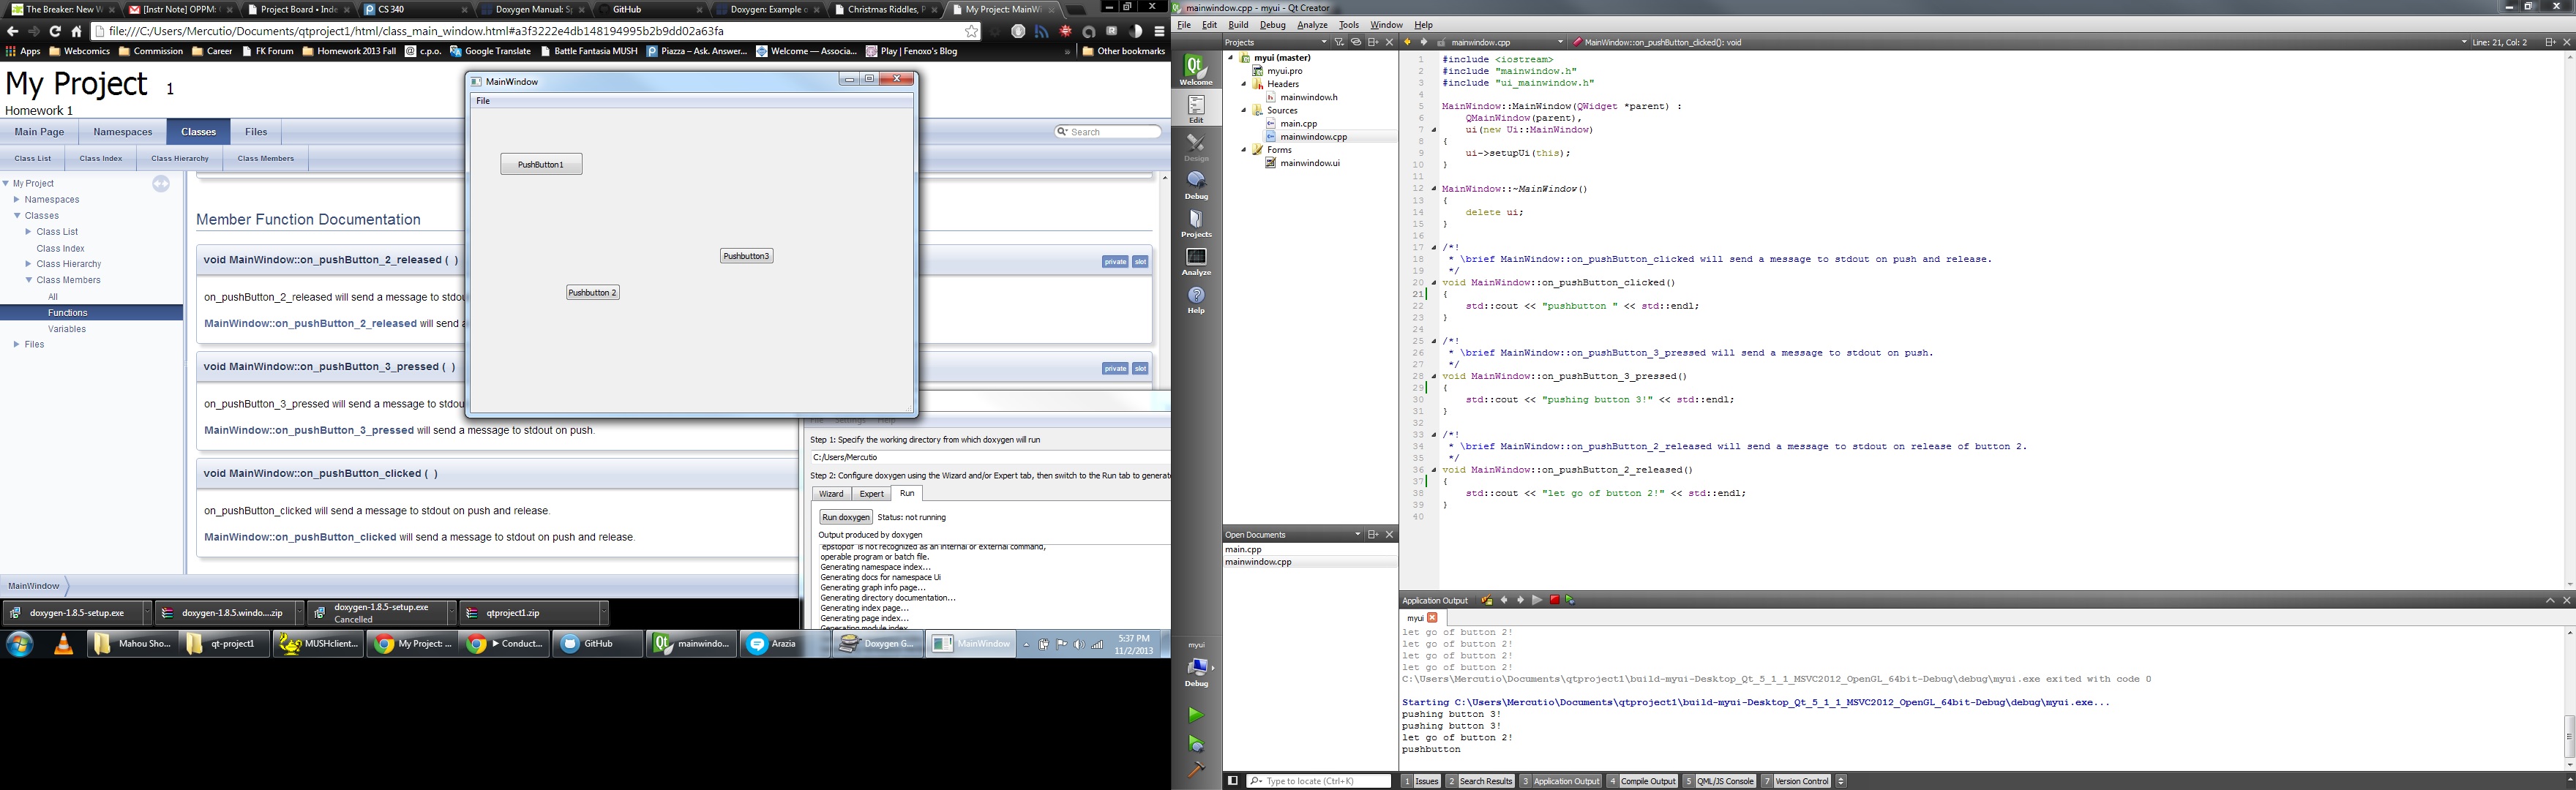 The Breaker: New W
[Instr Note] OPPM:
Project Board • Inde
CS 340
Doxygen Manual: Sp
GitHub
Doxygen: Example o
Christmas Riddles, P
My Project: MainWi
file:///C:/Users/Mercutio/Documents/qtproject1/html/class_main_window.html#a3f3222e4db148194995b2b9dd02a63fa
Apps
Webcomics
Commission
Career
FK Forum
Homework 2013 Fall
c.p.o.
Google Translate
Battle Fantasia MUSH
Piazza – Ask. Answer...
Welcome — Associa...
Play | Fenoxo's Blog
»
Other bookmarks
My Project 1
Homework 1
Main Page
Namespaces
Classes
Files
Search
Class List
Class Index
Class Hierarchy
Class Members
My Project
Namespaces
Classes
Class List
Class Index
Class Hierarchy
Class Members
All
Functions
Variables
Files
Member Function Documentation
void MainWindow::on_pushButton_2_released ( )
private slot
on_pushButton_2_released will send a message to stdou
MainWindow::on_pushButton_2_released will send a
void MainWindow::on_pushButton_3_pressed ( )
private slot
on_pushButton_3_pressed will send a message to stdou
MainWindow::on_pushButton_3_pressed will send a message to stdout on push.
void MainWindow::on_pushButton_clicked ( )
on_pushButton_clicked will send a message to stdout on push and release.
MainWindow::on_pushButton_clicked will send a message to stdout on push and release.
MainWindow
MainWindow
File
PushButton1
Pushbutton3
Pushbutton 2
File Settings Help
Step 1: Specify the working directory from which doxygen will run
C:/Users/Mercutio
Step 2: Configure doxygen using the Wizard and/or Expert tab, then switch to the Run tab to generate
Wizard
Expert
Run
Run doxygen
Status: not running
Output produced by doxygen
'epstopdf' is not recognized as an internal or external command,
operable program or batch file.
Generating namespace index...
Generating docs for namespace Ui
Generating graph info page...
Generating directory documentation...
Generating index page...
Generating page index...
Generating module index...
doxygen-1.8.5-setup.exe
doxygen-1.8.5.windo....zip
doxygen-1.8.5-setup.exe
Cancelled
qtproject1.zip
Mahou Sho...
qt-project1
MUSHclient...
My Project: ...
Conduct...
GitHub
mainwindo...
Arazia
Doxygen G...
MainWindow
5:37 PM
11/2/2013
mainwindow.cpp - myui - Qt Creator
File Edit Build Debug Analyze Tools Window Help
Projects
mainwindow.cpp
MainWindow::on_pushButton_clicked(): void
Line: 21, Col: 2
Welcome
Edit
Design
Debug
Projects
Analyze
Help
myui
Debug
myui (master)
myui.pro
Headers
mainwindow.h
Sources
main.cpp
mainwindow.cpp
Forms
mainwindow.ui
Open Documents
main.cpp
mainwindow.cpp
1 #include <iostream>
2 #include "mainwindow.h"
3 #include "ui_mainwindow.h"
4
5 MainWindow::MainWindow(QWidget *parent) :
6 QMainWindow(parent),
7 ui(new Ui::MainWindow)
8 {
9 ui->setupUi(this);
10 }
11
12 MainWindow::~MainWindow()
13 {
14 delete ui;
15 }
16
17 /*!
18 * \brief MainWindow::on_pushButton_clicked will send a message to stdout on push and release.
19 */
20 void MainWindow::on_pushButton_clicked()
21 {
22 std::cout << "pushbutton " << std::endl;
23 }
24
25 /*!
26 * \brief MainWindow::on_pushButton_3_pressed will send a message to stdout on push.
27 */
28 void MainWindow::on_pushButton_3_pressed()
29 {
30 std::cout << "pushing button 3!" << std::endl;
31 }
32
33 /*!
34 * \brief MainWindow::on_pushButton_2_released will send a message to stdout on release of button 2.
35 */
36 void MainWindow::on_pushButton_2_released()
37 {
38 std::cout << "let go of button 2!" << std::endl;
39 }
40
Application Output
myui
let go of button 2!
let go of button 2!
let go of button 2!
let go of button 2!
C:\Users\Mercutio\Documents\qtproject1\build-myui-Desktop_Qt_5_1_1_MSVC2012_OpenGL_64bit-Debug\debug\myui.exe exited with code 0
Starting C:\Users\Mercutio\Documents\qtproject1\build-myui-Desktop_Qt_5_1_1_MSVC2012_OpenGL_64bit-Debug\debug\myui.exe...
pushing button 3!
pushing button 3!
let go of button 2!
pushbutton
Type to locate (Ctrl+K)
1 Issues
2 Search Results
3 Application Output
4 Compile Output
5 QML/JS Console
7 Version Control